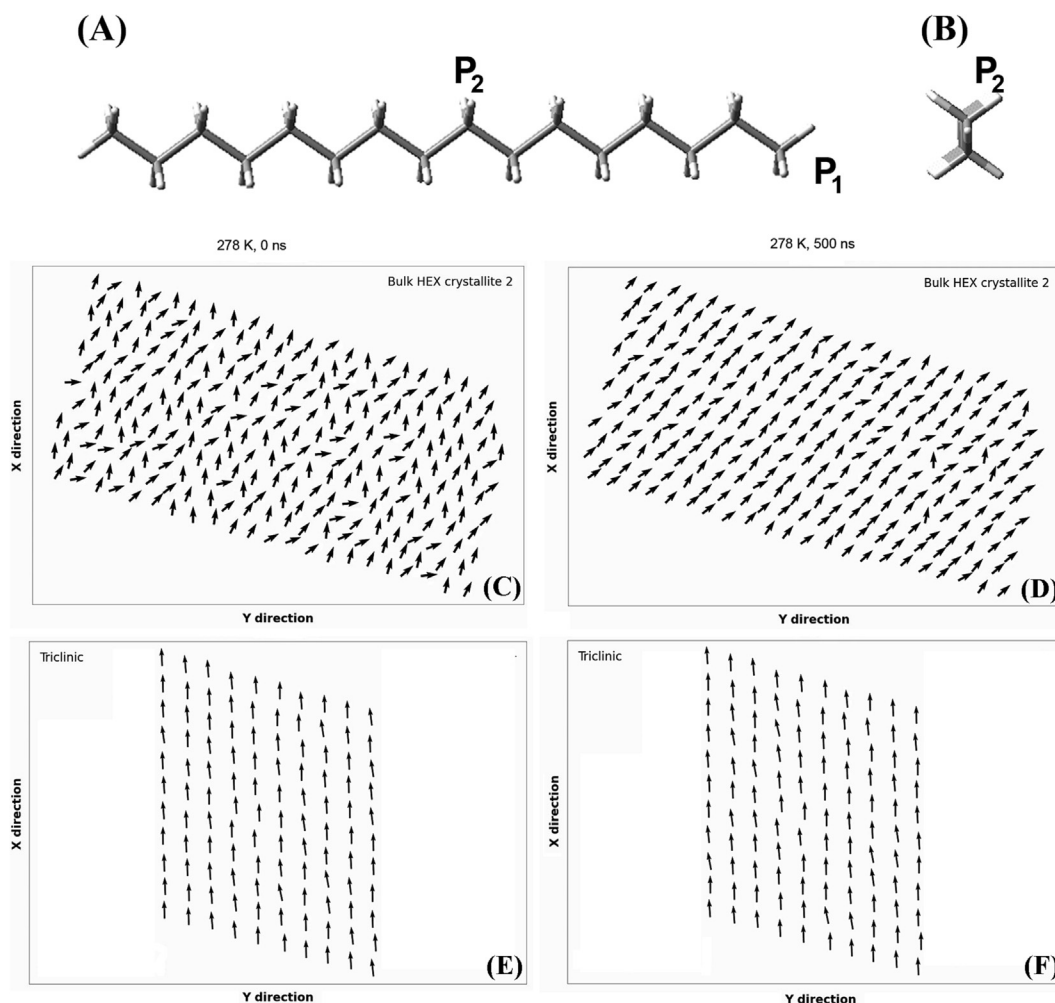 (A)
(B)
P2
P2
P1
278 K, 0 ns
278 K, 500 ns
Bulk HEX crystallite 2
Bulk HEX crystallite 2
X direction
X direction
(C)
(D)
Y direction
Y direction
Triclinic
Triclinic
X direction
X direction
(E)
(F)
Y direction
Y direction